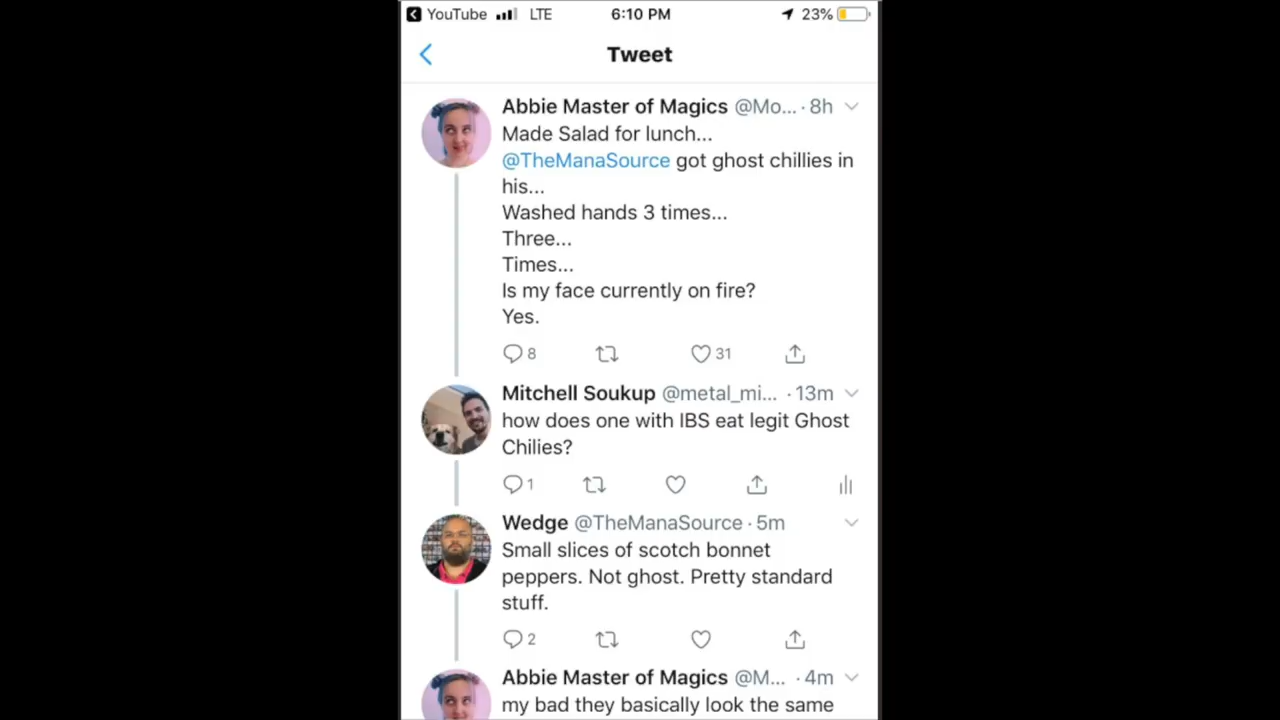 YouTube LTE 6:10 PM 23%
Tweet
Abbie Master of Magics @Mo... · 8h
Made Salad for lunch...
@TheManaSource got ghost chillies in
his...
Washed hands 3 times...
Three...
Times...
Is my face currently on fire?
Yes.
8 31
Mitchell Soukup @metal_mi... · 13m
how does one with IBS eat legit Ghost
Chilies?
1
Wedge @TheManaSource · 5m
Small slices of scotch bonnet
peppers. Not ghost. Pretty standard
stuff.
2
Abbie Master of Magics @M... · 4m
my bad they basically look the same